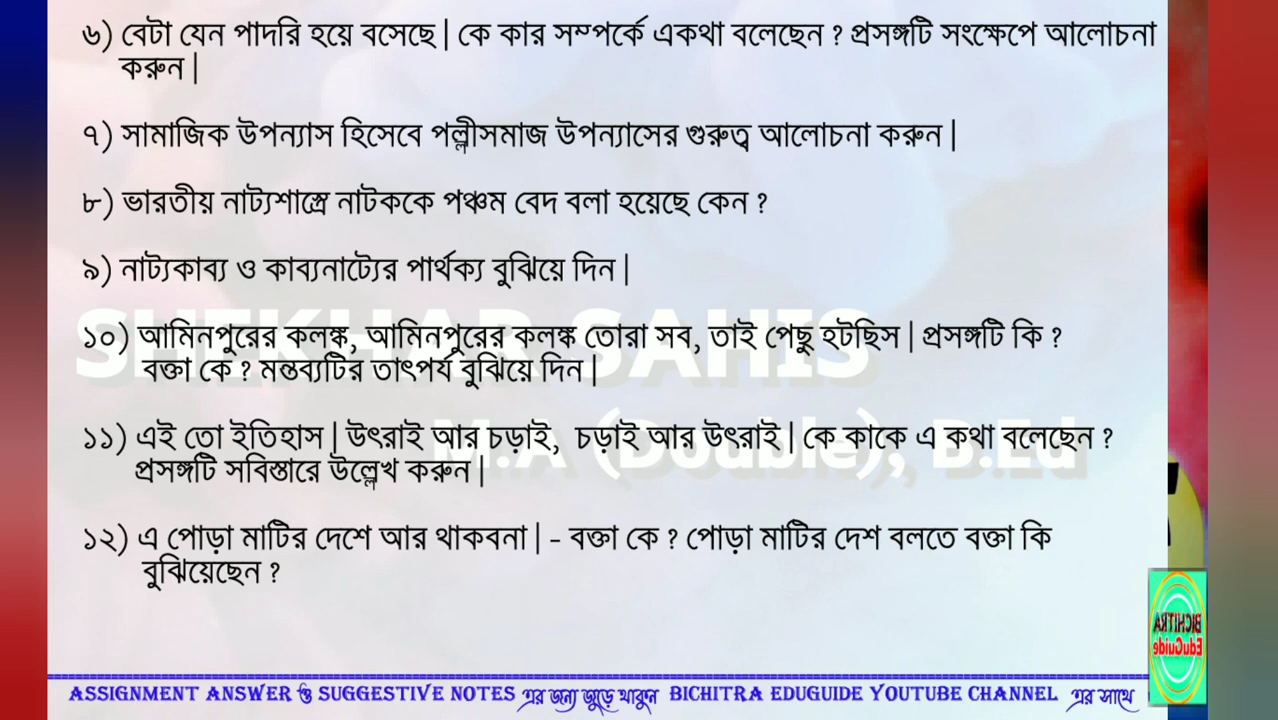 ৬) বেটা যেন পাদরি হয়ে বসেছে | কে কার সম্পর্কে একথা বলেছেন ? প্রসঙ্গটি সংক্ষেপে আলোচনা
করুন |
৭) সামাজিক উপন্যাস হিসেবে পল্লীসমাজ উপন্যাসের গুরুত্ব আলোচনা করুন |
৮) ভারতীয় নাট্যশাস্ত্রে নাটককে পঞ্চম বেদ বলা হয়েছে কেন ?
৯) নাট্যকাব্য ও কাব্যনাট্যের পার্থক্য বুঝিয়ে দিন |
SHEKHAR SAHIS
১০) আমিনপুরের কলঙ্ক, আমিনপুরের কলঙ্ক তোরা সব, তাই পেছু হটছিস | প্রসঙ্গটি কি ?
বক্তা কে ? মন্তব্যটির তাৎপর্য বুঝিয়ে দিন |
১১) এই তো ইতিহাস | উৎরাই আর চড়াই, চড়াই আর উৎরাই | কে কাকে এ কথা বলেছেন ?
M.A (Double), B.Ed
প্রসঙ্গটি সবিস্তারে উল্লেখ করুন |
১২) এ পোড়া মাটির দেশে আর থাকবনা | - বক্তা কে ? পোড়া মাটির দেশ বলতে বক্তা কি
বুঝিয়েছেন ?
BICHITRA
EduGuide
ASSIGNMENT ANSWER ও SUGGESTIVE NOTES এর জন্য জুড়ে থাকুন BICHITRA EDUGUIDE YOUTUBE CHANNEL এর সাথে